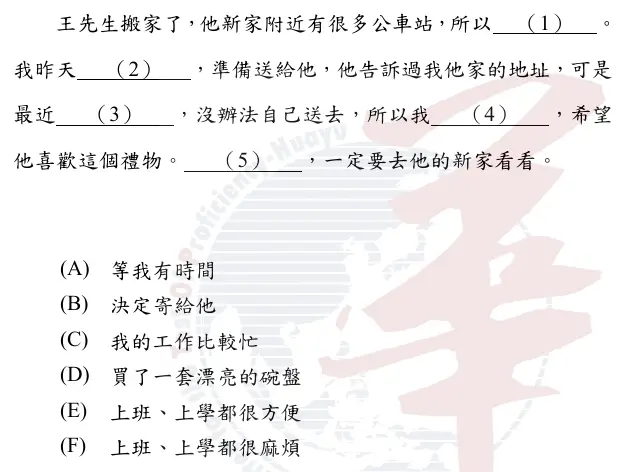 王先生搬家了，他新家附近有很多公車站，所以（1）。
我昨天（2），準備送給他，他告訴過我他家的地址，可是
最近（3），沒辦法自己送去，所以我（4），希望
他喜歡這個禮物。（5），一定要去他的新家看看。
(A) 等我有時間
(B) 決定寄給他
(C) 我的工作比較忙
(D) 買了一套漂亮的碗盤
(E) 上班、上學都很方便
(F) 上班、上學都很麻煩
Test Of Proficiency-Huayu
華